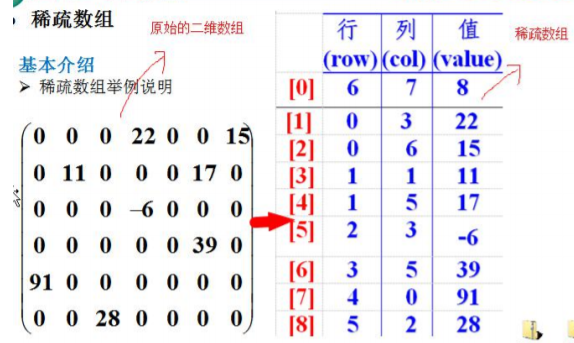 稀疏数组
原始的二维数组
基本介绍
稀疏数组举例说明
0 0 0 22 0 0 15
0 11 0 0 0 17 0
0 0 0 –6 0 0 0
0 0 0 0 0 39 0
91 0 0 0 0 0 0
0 0 28 0 0 0 0
行 列 值
(row) (col) (value)
稀疏数组
[0] 6 7 8
[1] 0 3 22
[2] 0 6 15
[3] 1 1 11
[4] 1 5 17
[5] 2 3 -6
[6] 3 5 39
[7] 4 0 91
[8] 5 2 28